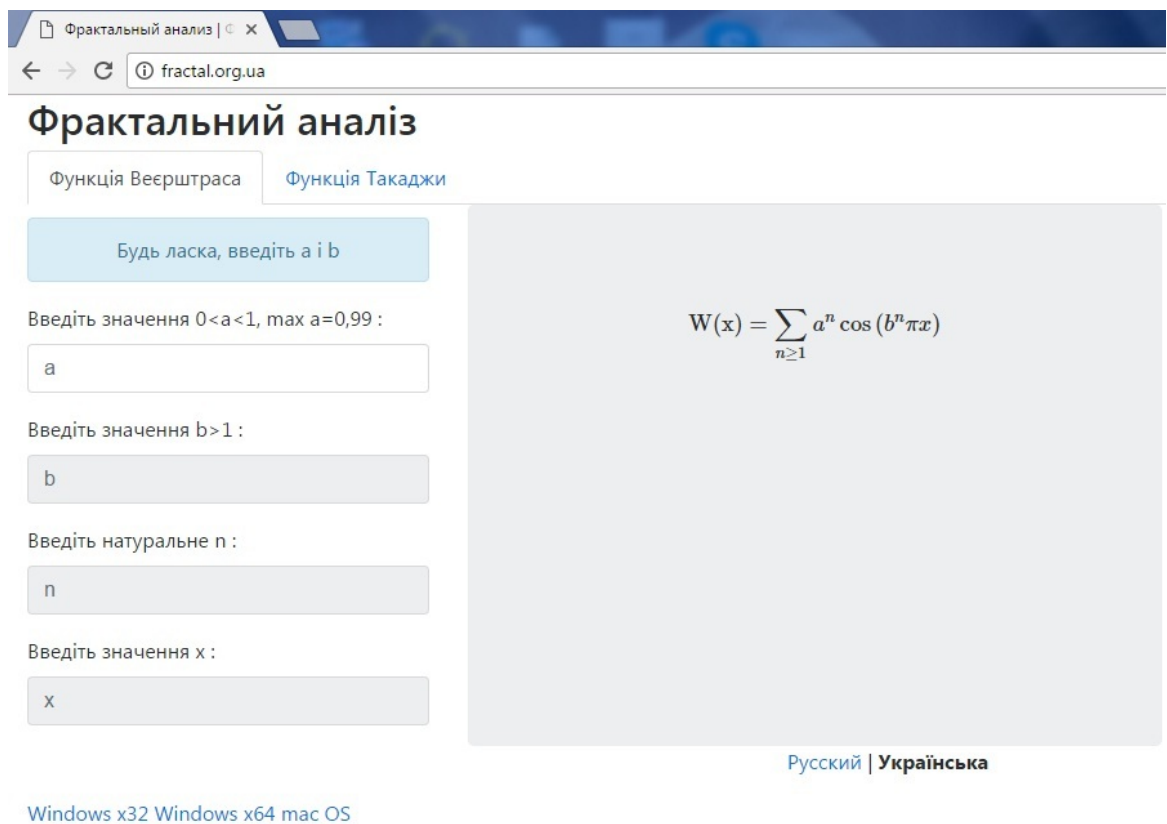 Фрактальный анализ | Ф
fractal.org.ua
Фрактальний аналіз
Функція Веєрштраса Функція Такаджи
Будь ласка, введіть a і b
Введіть значення 0<a<1, max a=0,99 :
a
W(x) = ∑ n≥1 aⁿ cos (bⁿπx)
Введіть значення b>1 :
b
Введіть натуральне n :
n
Введіть значення x :
x
Русский | Українська
Windows x32 Windows x64 mac OS